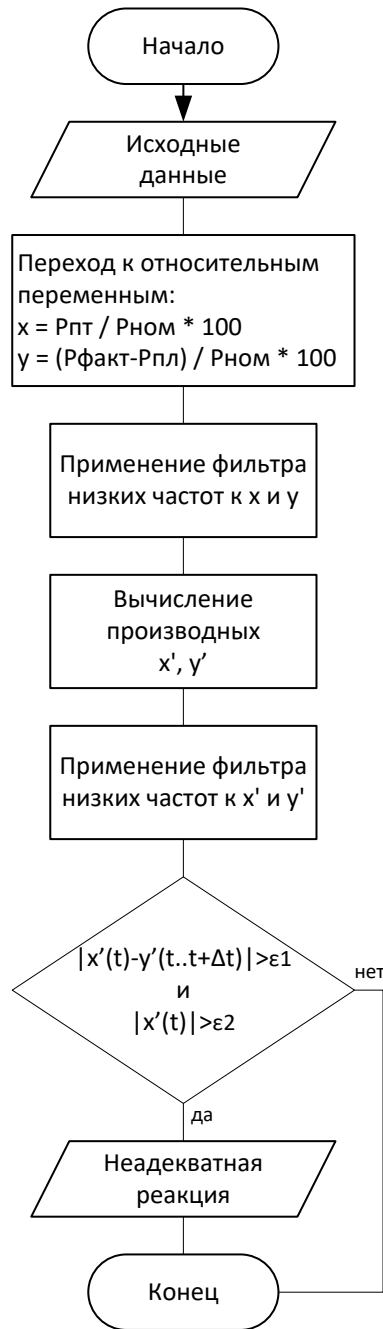 Начало
Исходные
данные
Переход к относительным
переменным:
x = Рпт / Рном * 100
y = (Рфакт-Рпл) / Рном * 100
Применение фильтра
низких частот к x и y
Вычисление
производных
x', y’
Применение фильтра
низких частот к x' и y'
|x’(t)-y’(t..t+Δt)|>ε1
и
|x’(t)|>ε2
нет
да
Неадекватная
реакция
Конец